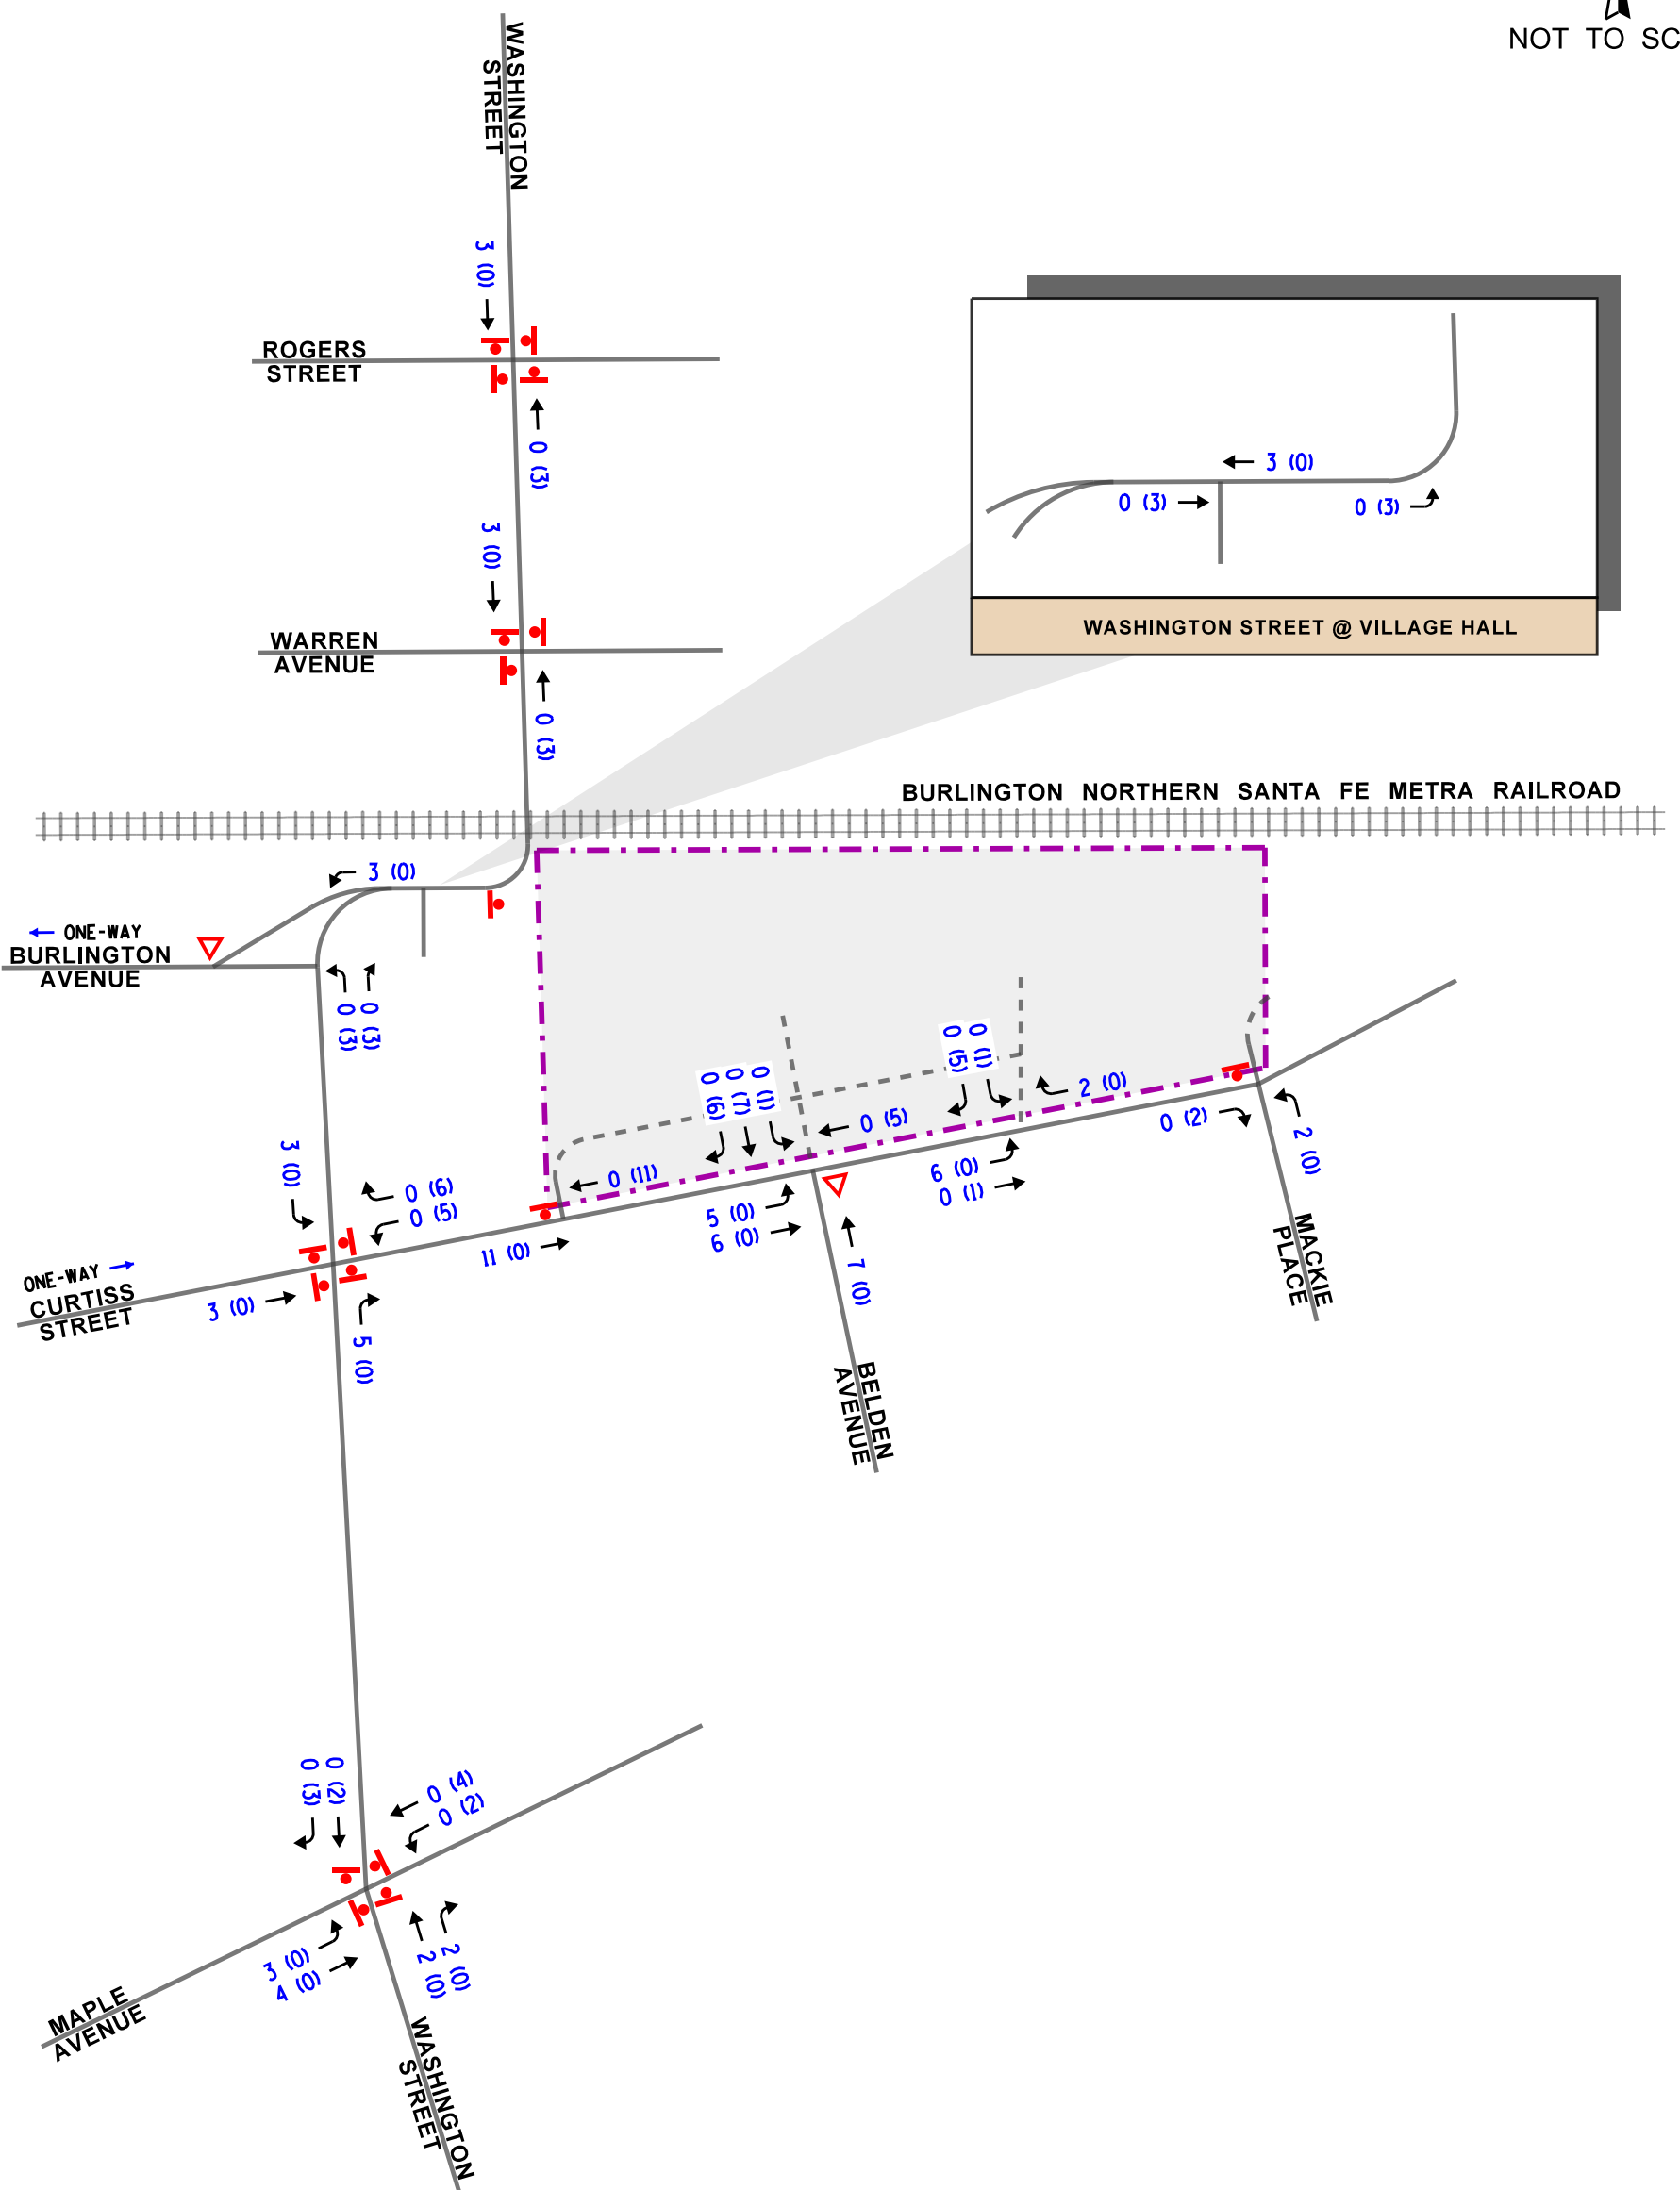 NOT TO SC
WASHINGTON
STREET
3 (0)
ROGERS
STREET
0 (3)
3 (0)
0 (3)
0 (3)
3 (0)
WARREN
AVENUE
WASHINGTON STREET @ VILLAGE HALL
0 (3)
BURLINGTON NORTHERN SANTA FE METRA RAILROAD
3 (0)
ONE-WAY
BURLINGTON
AVENUE
0 (3)
0 (3)
0 (6)
0 (7)
0 (1)
0 (5)
0 (1)
2 (0)
0 (5)
0 (2)
2 (0)
3 (0)
0 (6)
0 (5)
0 (11)
6 (0)
0 (1)
5 (0)
6 (0)
11 (0)
7 (0)
ONE-WAY
CURTISS
STREET
3 (0)
5 (0)
MACKIE
PLACE
BELDEN
AVENUE
0 (3)
0 (2)
0 (4)
0 (2)
3 (0)
4 (0)
2 (0)
2 (0)
MAPLE
AVENUE
WASHINGTON
STREET